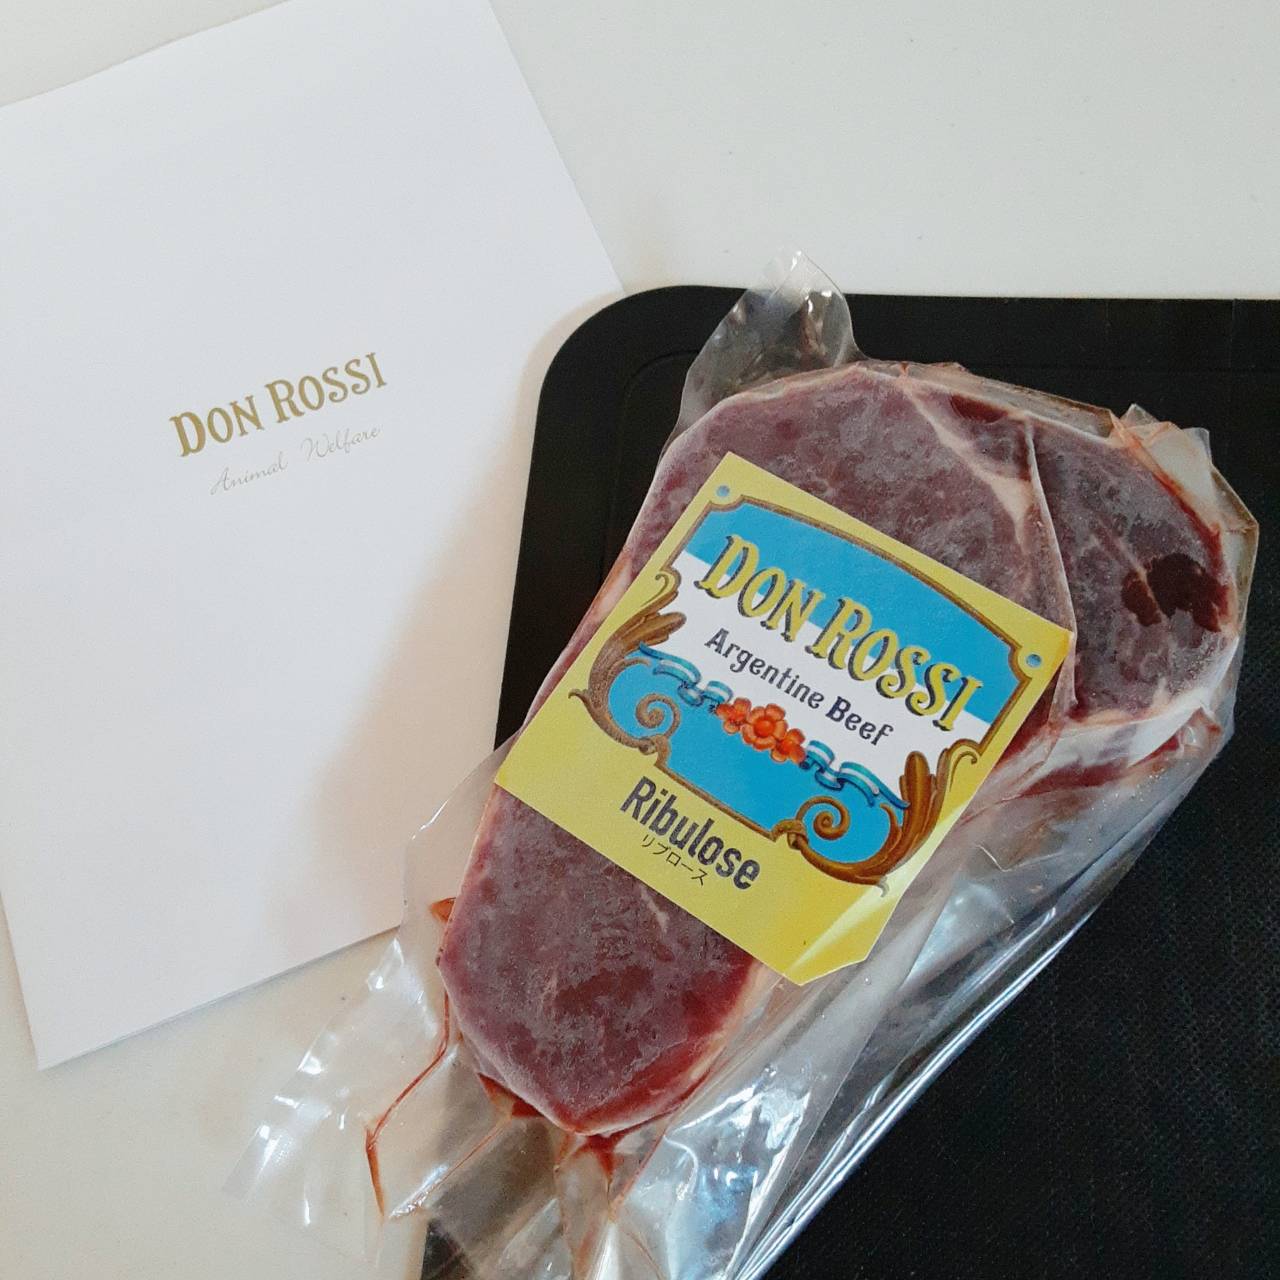 DON ROSSI
Animal Welfare
DON ROSSI
Argentine Beef
Ribulose
リブロース